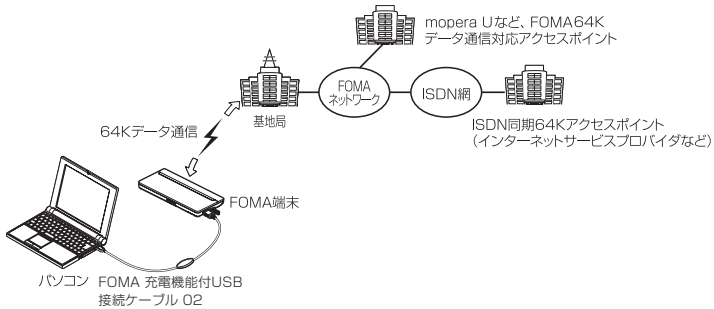 mopera Uなど、FOMA64K
データ通信対応アクセスポイント
FOMA
ネットワーク
ISDN網
基地局
ISDN同期64Kアクセスポイント
(インターネットサービスプロバイダなど)
64Kデータ通信
FOMA端末
パソコン
FOMA 充電機能付USB
接続ケーブル 02